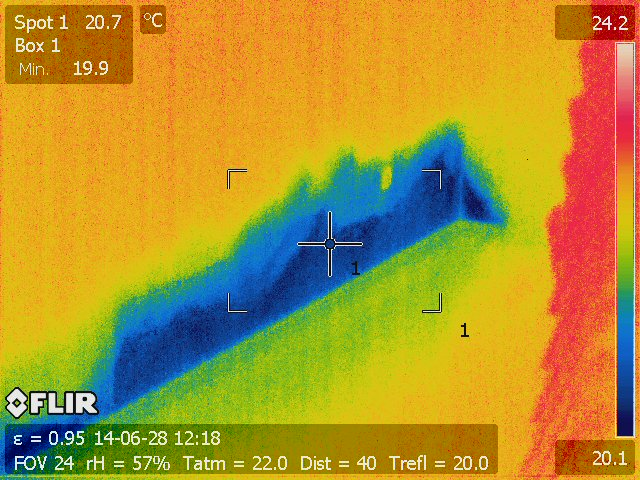 Spot 1 20.7 °C
Box 1
Min. 19.9
24.2
1
1
FLIR
ε = 0.95 14-06-28 12:18
FOV 24 rH = 57% Tatm = 22.0 Dist = 40 Trefl = 20.0
20.1